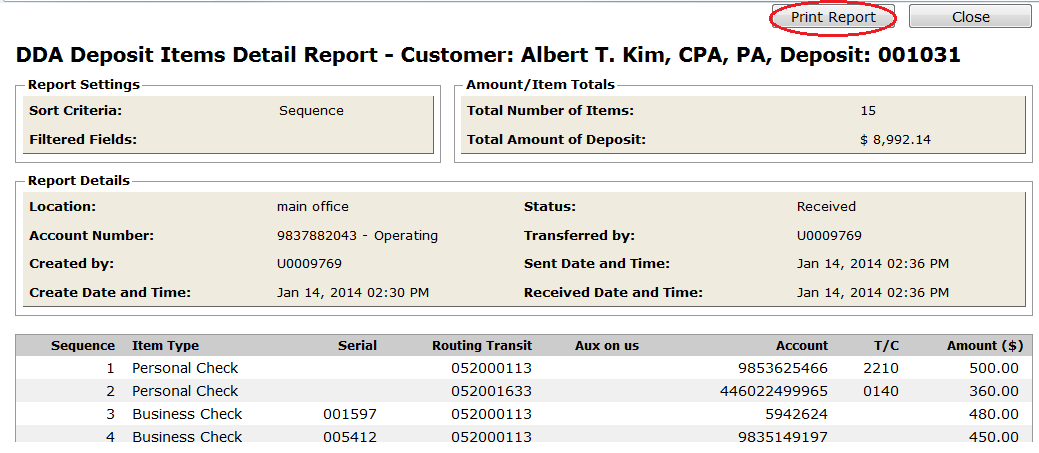 Print Report Close
DDA Deposit Items Detail Report - Customer: Albert T. Kim, CPA, PA, Deposit: 001031
Report Settings Amount/Item Totals
Sort Criteria: Sequence Total Number of Items: 15
Filtered Fields: Total Amount of Deposit: $ 8,992.14
Report Details
Location: main office Status: Received
Account Number: 9837882043 - Operating Transferred by: U0009769
Created by: U0009769 Sent Date and Time: Jan 14, 2014 02:36 PM
Create Date and Time: Jan 14, 2014 02:30 PM Received Date and Time: Jan 14, 2014 02:36 PM
Sequence Item Type Serial Routing Transit Aux on us Account T/C Amount ($)
1 Personal Check 052000113 9853625466 2210 500.00
2 Personal Check 052001633 446022499965 0140 360.00
3 Business Check 001597 052000113 5942624 480.00
4 Business Check 005412 052000113 9835149197 450.00